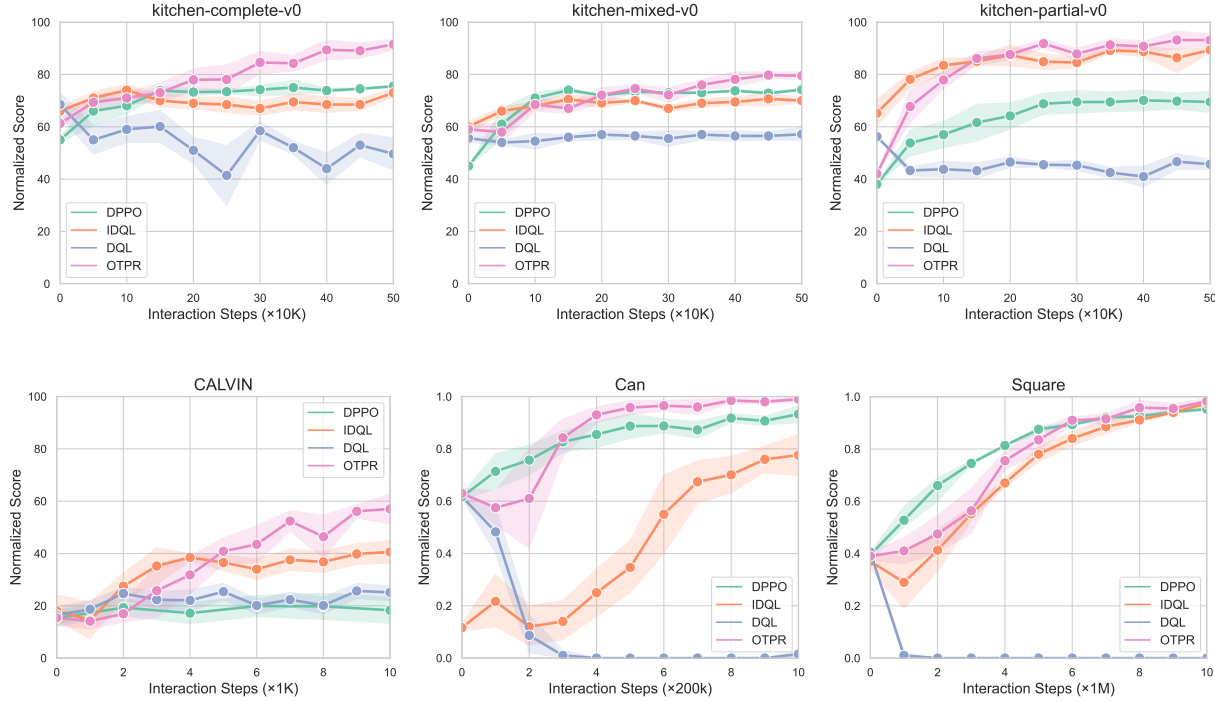 kitchen-complete-v0
Normalized Score
100
80
60
40
20
0
DPPO
IDQL
DQL
OTPR
0 10 20 30 40 50
Interaction Steps (×10K)
kitchen-mixed-v0
Normalized Score
100
80
60
40
20
0
DPPO
IDQL
DQL
OTPR
0 10 20 30 40 50
Interaction Steps (×10K)
kitchen-partial-v0
Normalized Score
100
80
60
40
20
0
DPPO
IDQL
DQL
OTPR
0 10 20 30 40 50
Interaction Steps (×10K)
CALVIN
Normalized Score
100
80
60
40
20
0
DPPO
IDQL
DQL
OTPR
0 2 4 6 8 10
Interaction Steps (×1K)
Can
Normalized Score
1.0
0.8
0.6
0.4
0.2
0.0
DPPO
IDQL
DQL
OTPR
0 2 4 6 8 10
Interaction Steps (×200k)
Square
Normalized Score
1.0
0.8
0.6
0.4
0.2
0.0
DPPO
IDQL
DQL
OTPR
0 2 4 6 8 10
Interaction Steps (×1M)